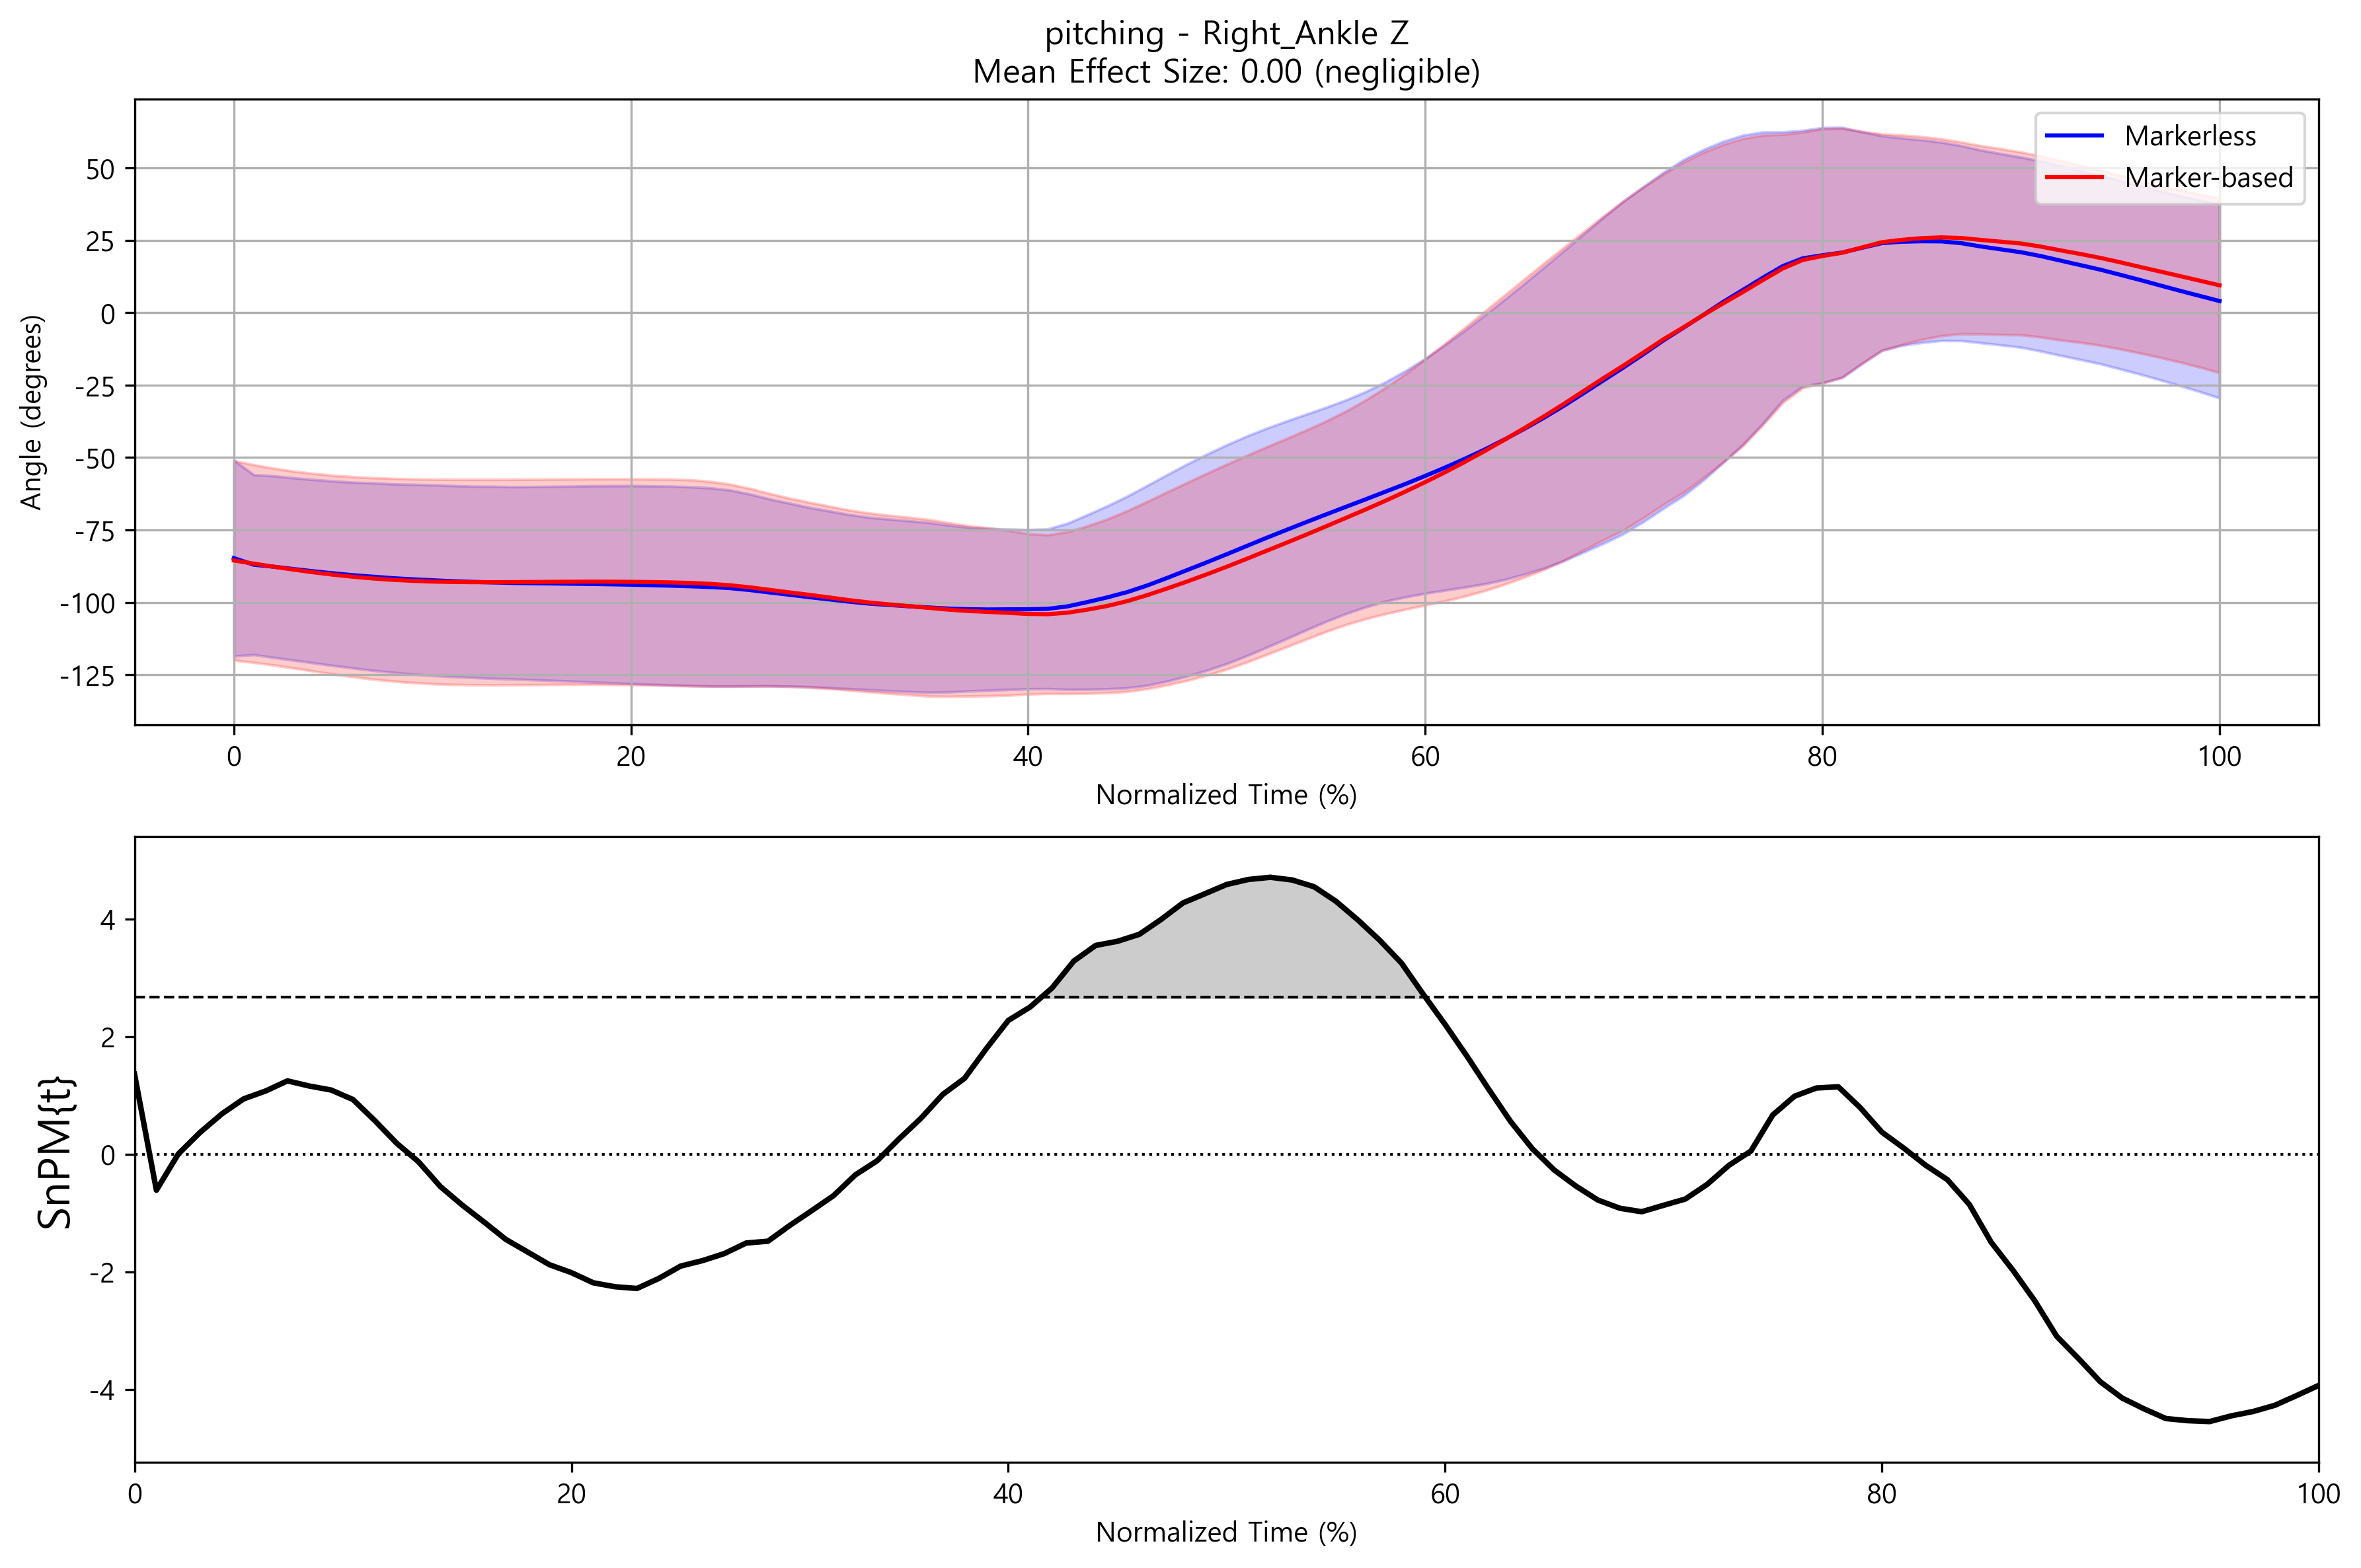 pitching - Right_Ankle Z
Mean Effect Size: 0.00 (negligible)
Markerless
Marker-based
Angle (degrees)
50
25
0
-25
-50
-75
-100
-125
0 20 40 60 80 100
Normalized Time (%)
SnPM{t}
4
2
0
-2
-4
0 20 40 60 80 100
Normalized Time (%)